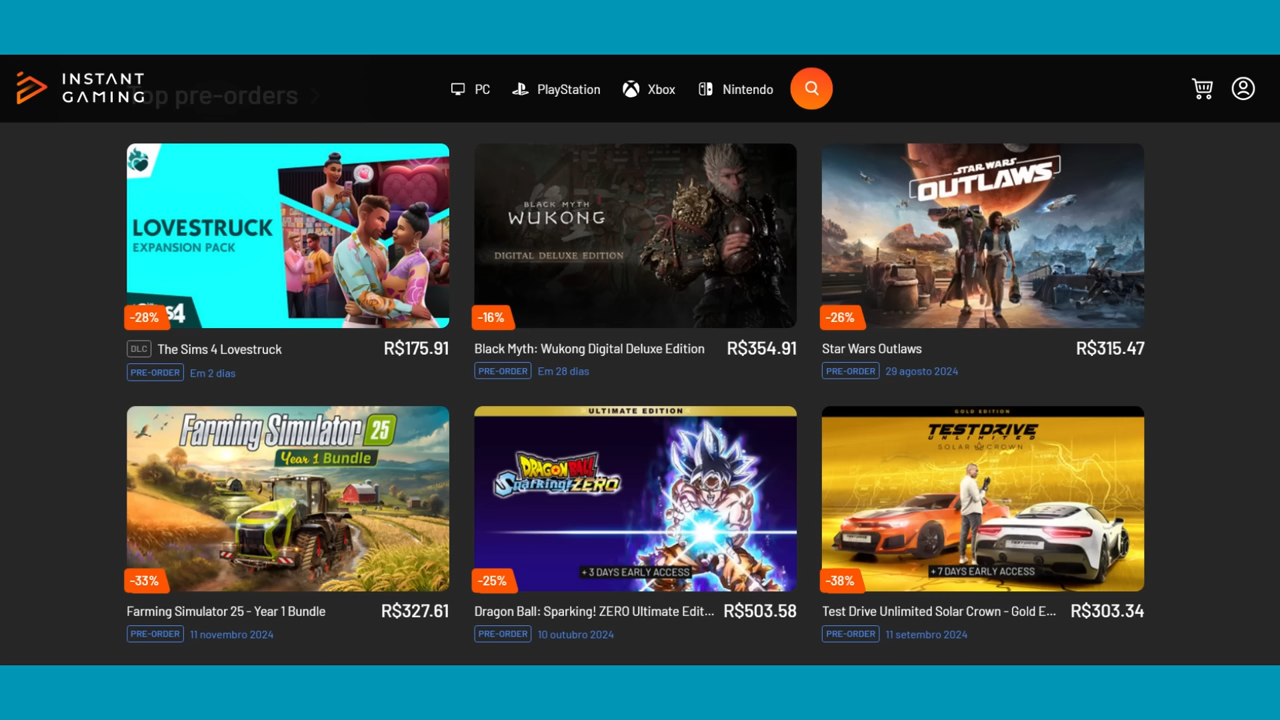 INSTANT
GAMING
Top pre-orders
PC
PlayStation
Xbox
Nintendo
LOVESTRUCK
EXPANSION PACK
-28%
DLC The Sims 4 Lovestruck R$175.91
PRE-ORDER Em 2 dias
BLACK MYTH
WUKONG
DIGITAL DELUXE EDITION
-16%
Black Myth: Wukong Digital Deluxe Edition R$354.91
PRE-ORDER Em 28 dias
STAR WARS
OUTLAWS
-26%
Star Wars Outlaws R$315.47
PRE-ORDER 29 agosto 2024
Farming Simulator 25
Year 1 Bundle
-33%
Farming Simulator 25 - Year 1 Bundle R$327.61
PRE-ORDER 11 novembro 2024
ULTIMATE EDITION
DRAGON BALL
Sparking! ZERO
+ 3 DAYS EARLY ACCESS
-25%
Dragon Ball: Sparking! ZERO Ultimate Edit... R$503.58
PRE-ORDER 10 outubro 2024
GOLD EDITION
TEST DRIVE
UNLIMITED
SOLAR CROWN
TEST DRIVE
TEST DRIVE
+ 7 DAYS EARLY ACCESS
-38%
Test Drive Unlimited Solar Crown - Gold E... R$303.34
PRE-ORDER 11 setembro 2024